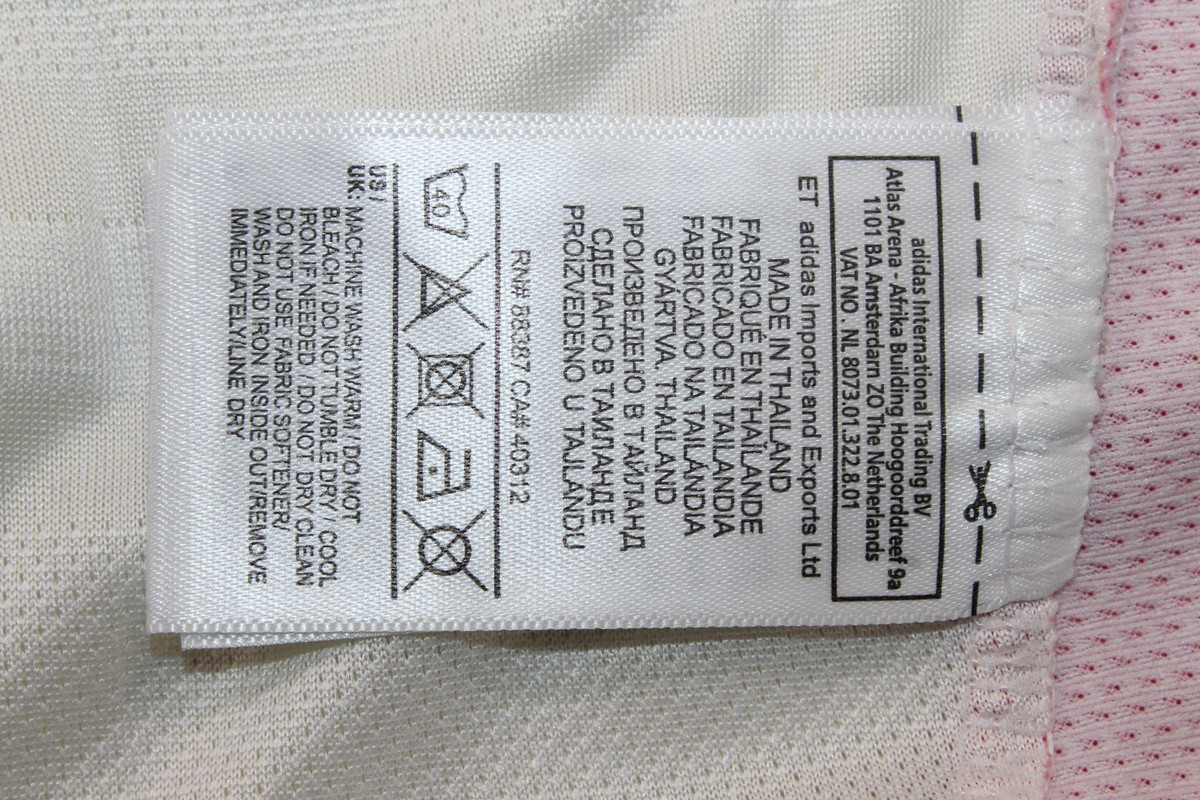 adidas International Trading BV
Atlas Arena - Afrika Building Hoogoorddreef 9a
1101 BA Amsterdam ZO The Netherlands
VAT NO NL 8073.01.322.8.01
ET adidas Imports and Exports Ltd
MADE IN THAILAND
FABRIQUÉ EN THAÏLANDE
FABRICADO EN TAILANDIA
FABRICADO NA TAILÁNDIA
GYÁRTVA. THAILAND
ПРОИЗВЕДЕНО В ТАЙЛАНД
СДЕЛАНО В ТАИЛАНДЕ
PROIZVEDENO U TAJLANDU
RN# 88387 CA# 40312
40
US /
UK: MACHINE WASH WARM / DO NOT
BLEACH / DO NOT TUMBLE DRY / COOL
IRON IF NEEDED / DO NOT DRY CLEAN
DO NOT USE FABRIC SOFTENER/
WASH AND IRON INSIDE OUT/REMOVE
IMMEDIATELY/LINE DRY